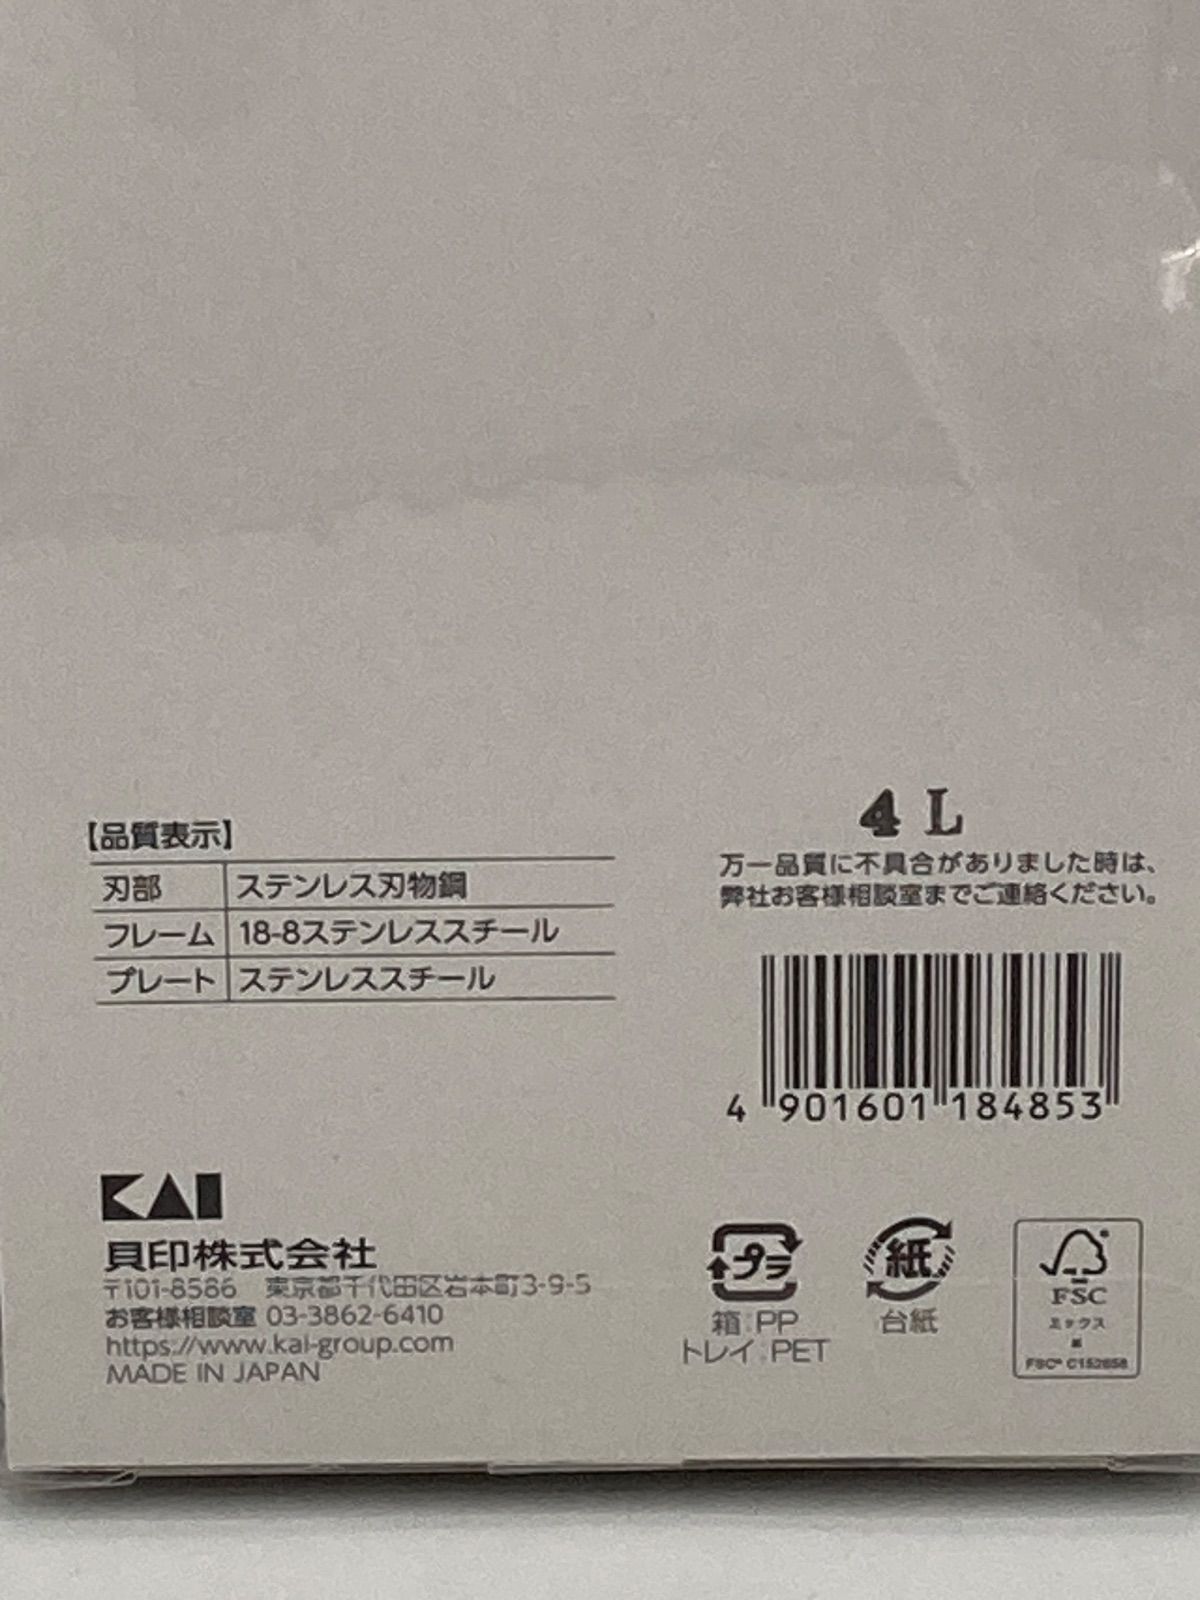 【品質表示】
刃部 ステンレス刃物鋼
フレーム 18-8ステンレススチール
プレート ステンレススチール
4 L
万一品質に不具合がありました時は、
弊社お客様相談室までご連絡ください。
4 901601 184853
KAI
貝印株式会社
〒101-8586 東京都千代田区岩本町3-9-5
お客様相談室 03-3862-6410
https://www.kai-group.com
MADE IN JAPAN
プラ
箱:PP
トレイ:PET
紙
台紙
FSC
ミックス
紙
FSC® C152658